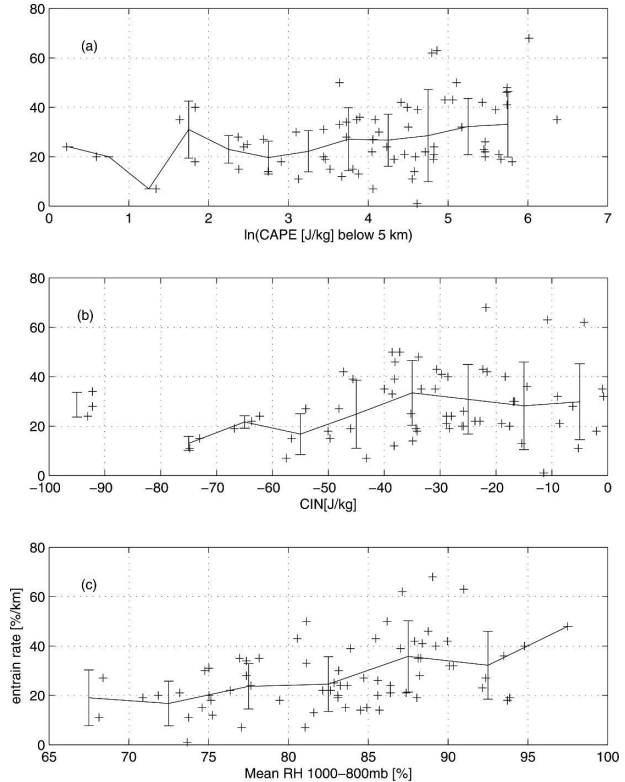 80
(a)
60
40
20
0
0 1 2 3 4 5 6 7
ln(CAPE [J/kg] below 5 km)
80
(b)
60
40
20
0
−100 −90 −80 −70 −60 −50 −40 −30 −20 −10 0
CIN[J/kg]
80
(c)
60
40
20
0
entrain rate [%/km]
65 70 75 80 85 90 95 100
Mean RH 1000−800mb [%]